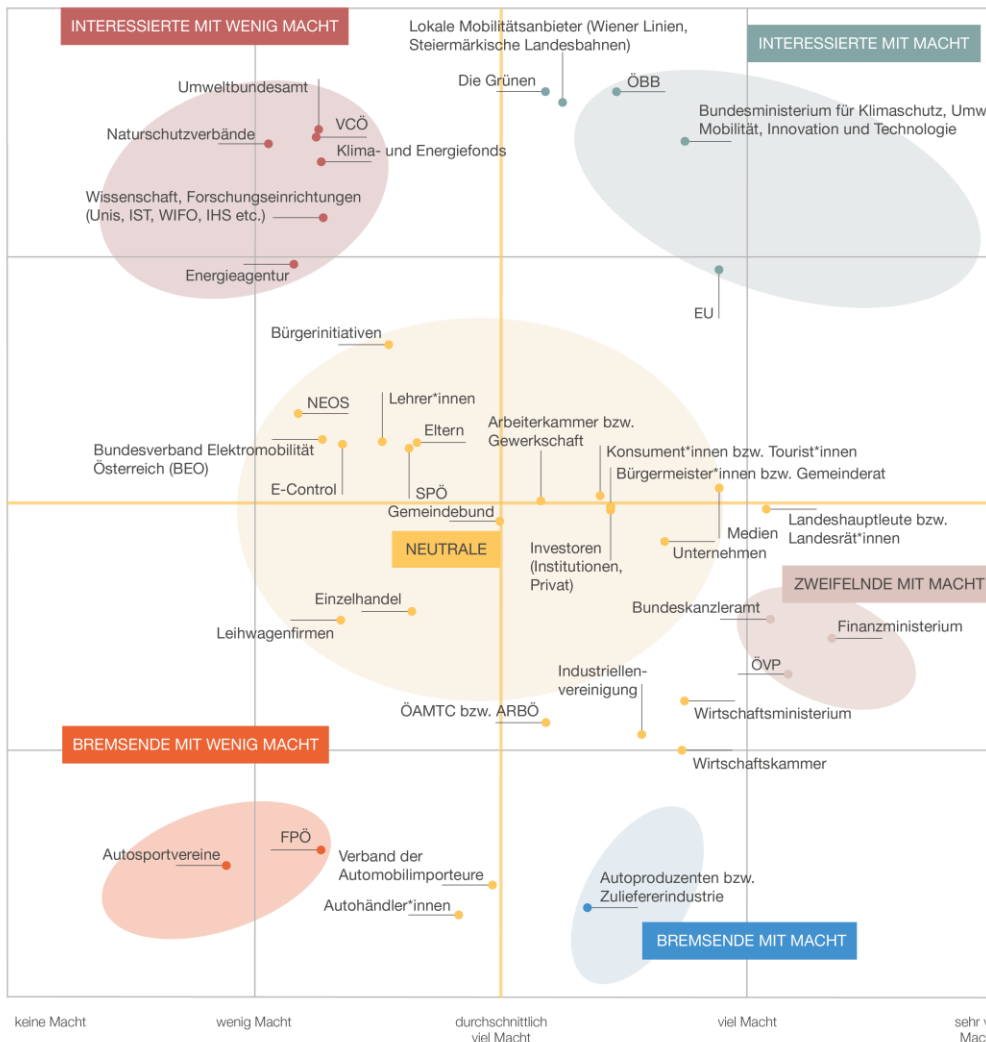 INTERESSIERTE MIT WENIG MACHT
Lokale Mobilitätsanbieter (Wiener Linien,
Steiermärkische Landesbahnen)
INTERESSIERTE MIT MACHT
Umweltbundesamt
Die Grünen
ÖBB
Naturschutzverbände
VCÖ
Klima- und Energiefonds
Bundesministerium für Klimaschutz, Umw
Mobilität, Innovation und Technologie
Wissenschaft, Forschungseinrichtungen
(Unis, IST, WIFO, IHS etc.)
Energieagentur
EU
Bürgerinitiativen
NEOS
Lehrer*innen
Eltern
Arbeiterkammer bzw.
Gewerkschaft
Bundesverband Elektromobilität
Österreich (BEO)
Konsument*innen bzw. Tourist*innen
Bürgermeister*innen bzw. Gemeinderat
E-Control
SPÖ
Gemeindebund
Medien
Landeshauptleute bzw.
Landesrät*innen
NEUTRALE
Investoren
(Institutionen,
Privat)
Unternehmen
ZWEIFELNDE MIT MACHT
Einzelhandel
Leihwagenfirmen
Bundeskanzleramt
Finanzministerium
Industriellen-
vereinigung
ÖVP
ÖAMTC bzw. ARBÖ
Wirtschaftsministerium
BREMSENDE MIT WENIG MACHT
Wirtschaftskammer
FPÖ
Autosportvereine
Verband der
Automobilimporteure
Autohändler*innen
Autoproduzenten bzw.
Zuliefererindustrie
BREMSENDE MIT MACHT
keine Macht
wenig Macht
durchschnittlich
viel Macht
viel Macht
sehr v
Mac